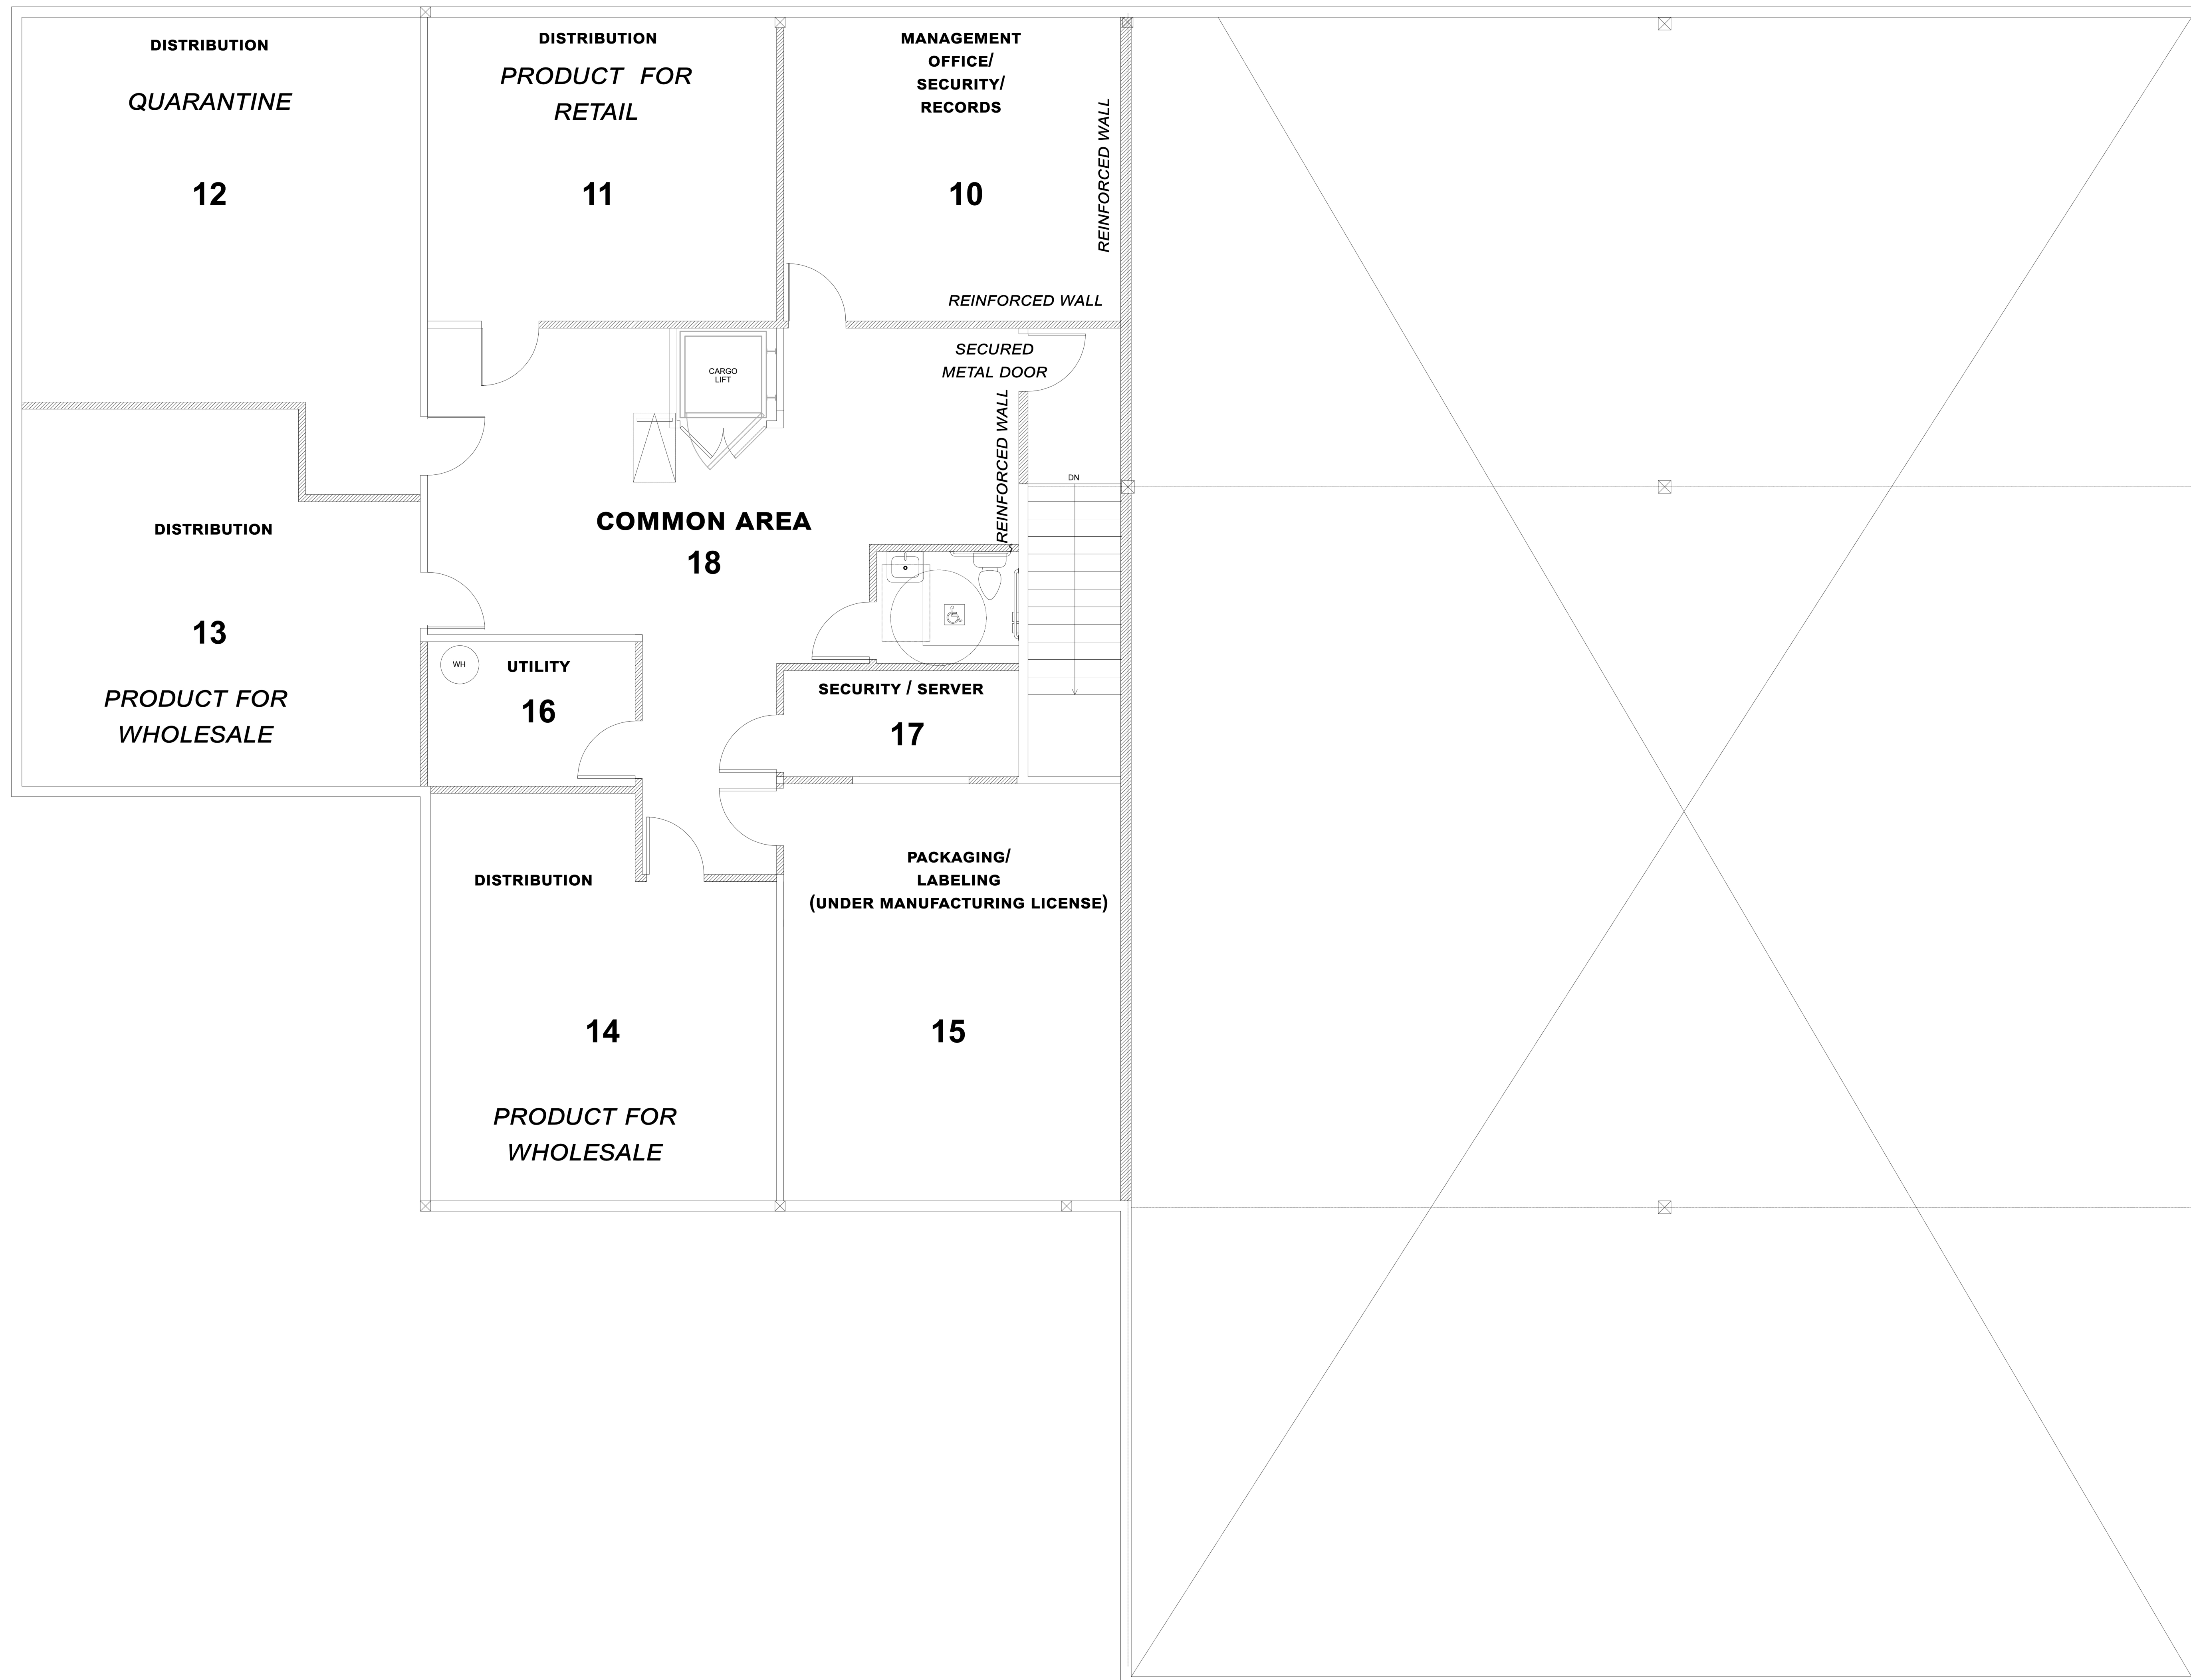 DISTRIBUTION
QUARANTINE
12
DISTRIBUTION
PRODUCT FOR
RETAIL
11
MANAGEMENT
OFFICE/
SECURITY/
RECORDS
10
REINFORCED WALL
REINFORCED WALL
SECURED
METAL DOOR
REINFORCED WALL
CARGO
LIFT
DN
COMMON AREA
18
DISTRIBUTION
13
PRODUCT FOR
WHOLESALE
WH
UTILITY
16
SECURITY / SERVER
17
DISTRIBUTION
14
PRODUCT FOR
WHOLESALE
PACKAGING/
LABELING
(UNDER MANUFACTURING LICENSE)
15